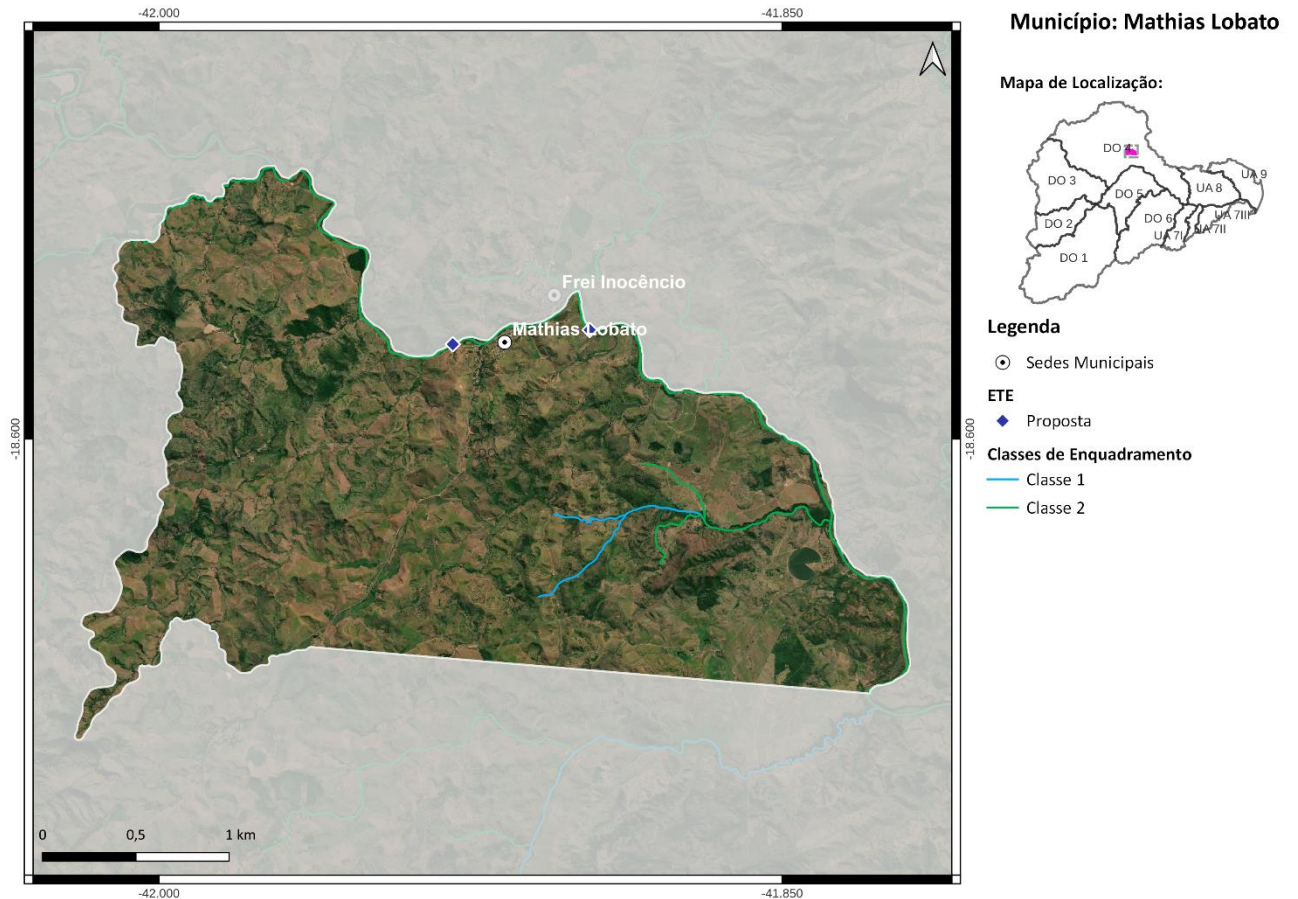 -42.000
-41.850
Município: Mathias Lobato
Mapa de Localização:
DO 4
DO 3
UA 9
UA 8
DO 5
DO 2
DO 6
UA 7III
UA 7II
UA 7I
DO 1
Frei Inocêncio
Mathias Lobato
Legenda
Sedes Municipais
ETE
Proposta
-18.600
-18.600
Classes de Enquadramento
Classe 1
Classe 2
0
0,5
1 km
-42.000
-41.850